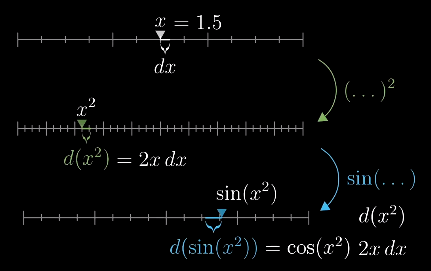 x = 1.5
dx
(...)²
x²
d(x²) = 2x dx
sin(...)
sin(x²)
d(x²)
d(sin(x²)) = cos(x²) 2x dx